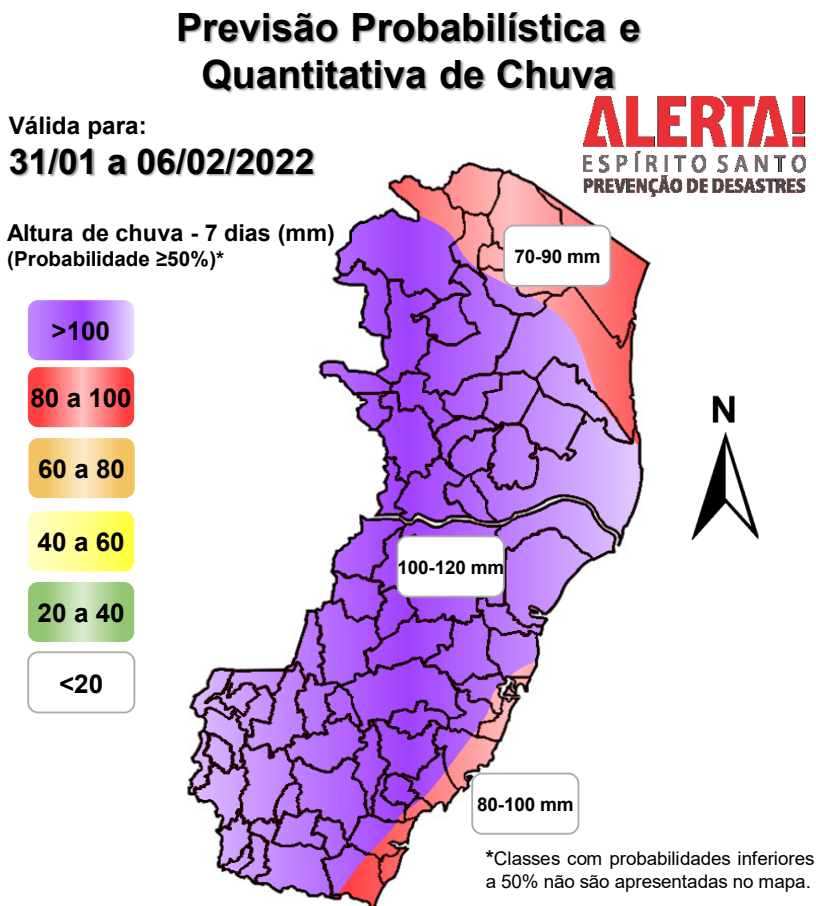 Previsão Probabilística e
Quantitativa de Chuva
ALERTA!
ESPÍRITO SANTO
PREVENÇÃO DE DESASTRES
Válida para:
31/01 a 06/02/2022
Altura de chuva - 7 dias (mm)
(Probabilidade ≥50%)*
>100
80 a 100
60 a 80
40 a 60
20 a 40
<20
70-90 mm
N
100-120 mm
80-100 mm
*Classes com probabilidades inferiores
a 50% não são apresentadas no mapa.